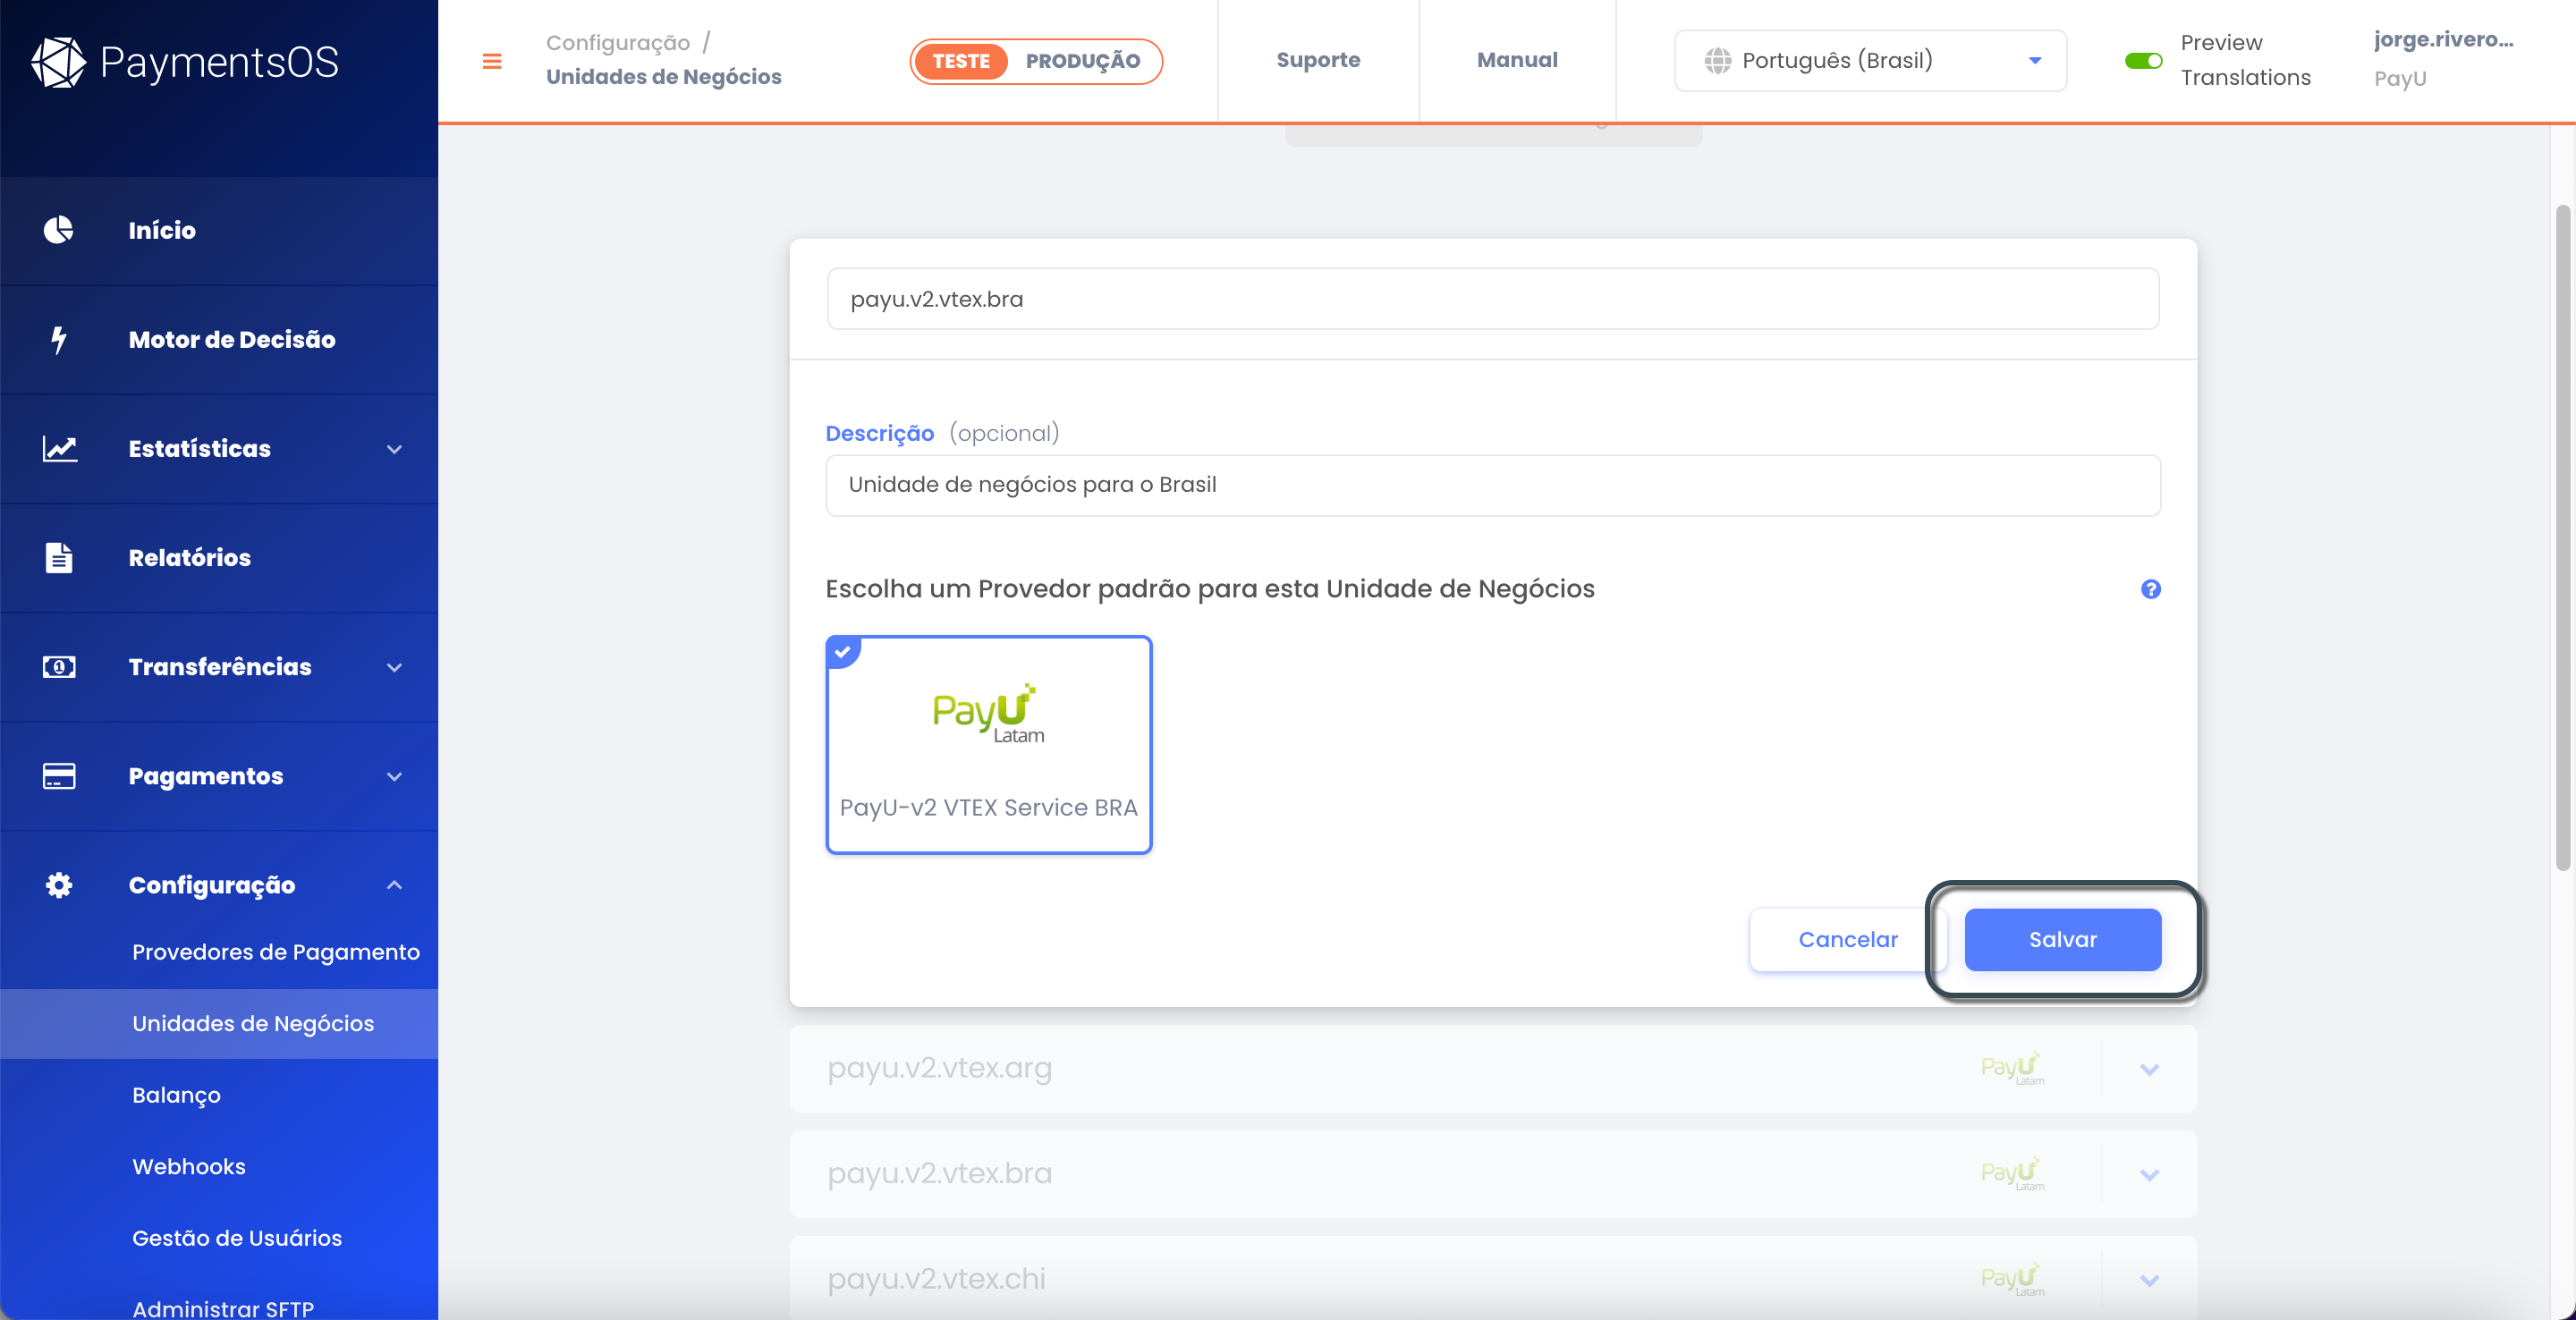 PaymentsOS
Início
Motor de Decisão
Estatísticas
Relatórios
Transferências
Pagamentos
Configuração
Provedores de Pagamento
Unidades de Negócios
Balanço
Webhooks
Gestão de Usuários
Administrar SFTP
Configuração /
Unidades de Negócios
TESTE PRODUÇÃO
Suporte
Manual
Português (Brasil)
Preview
Translations
jorge.rivero...
PayU
payu.v2.vtex.bra
Descrição (opcional)
Unidade de negócios para o Brasil
Escolha um Provedor padrão para esta Unidade de Negócios
?
PayU
Latam
PayU-v2 VTEX Service BRA
Cancelar
Salvar
payu.v2.vtex.arg
PayU
Latam
payu.v2.vtex.bra
PayU
Latam
payu.v2.vtex.chi
PayU
Latam